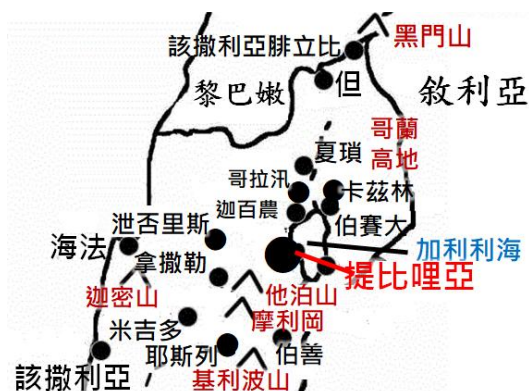 黑門山
該撒利亞腓立比
但
黎巴嫩
敘利亞
哥蘭
高地
夏瑣
哥拉汛
卡茲林
迦百農
伯賽大
泄否里斯
海法
加利利海
拿撒勒
提比哩亞
迦密山
他泊山
摩利岡
米吉多
耶斯列
伯善
該撒利亞
基利波山